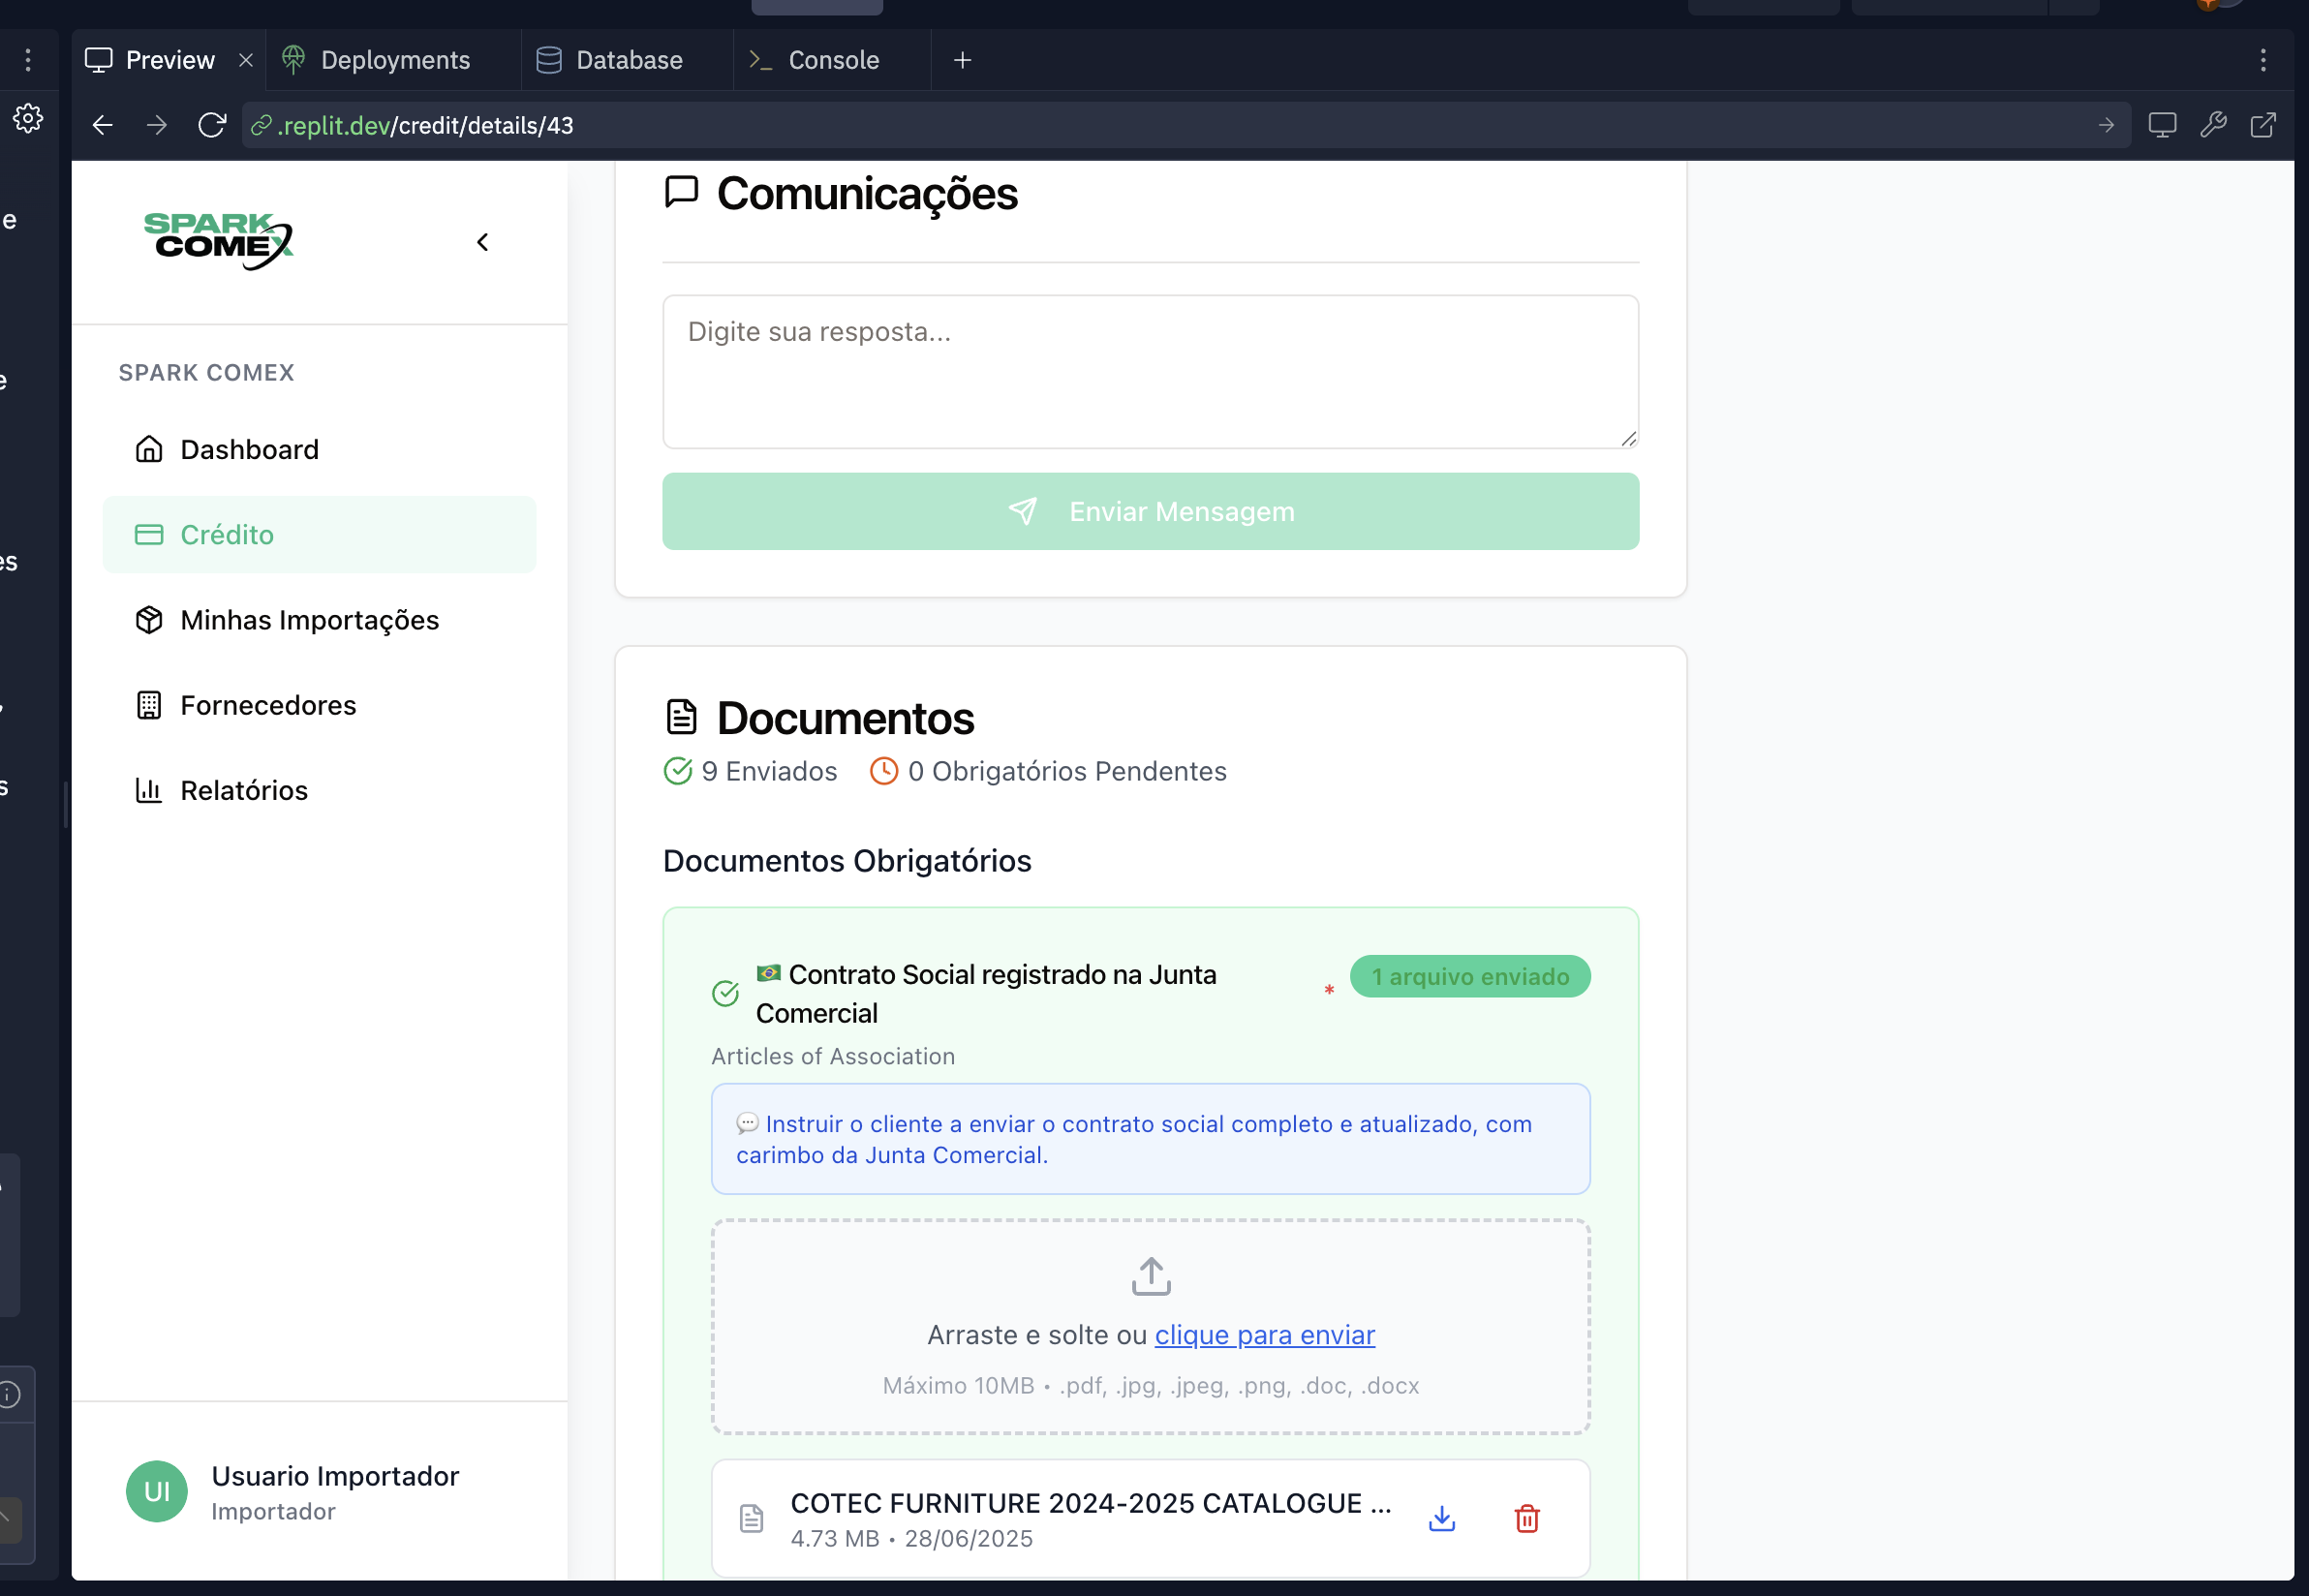 Preview
Deployments
Database
Console
.replit.dev/credit/details/43
SPARK
COMEX
SPARK COMEX
Dashboard
Crédito
Minhas Importações
Fornecedores
Relatórios
UI
Usuario Importador
Importador
Comunicações
Digite sua resposta...
Enviar Mensagem
Documentos
9 Enviados 0 Obrigatórios Pendentes
Documentos Obrigatórios
Contrato Social registrado na Junta
Comercial
*
1 arquivo enviado
Articles of Association
Instruir o cliente a enviar o contrato social completo e atualizado, com
carimbo da Junta Comercial.
Arraste e solte ou clique para enviar
Máximo 10MB • .pdf, .jpg, .jpeg, .png, .doc, .docx
COTEC FURNITURE 2024-2025 CATALOGUE ...
4.73 MB • 28/06/2025